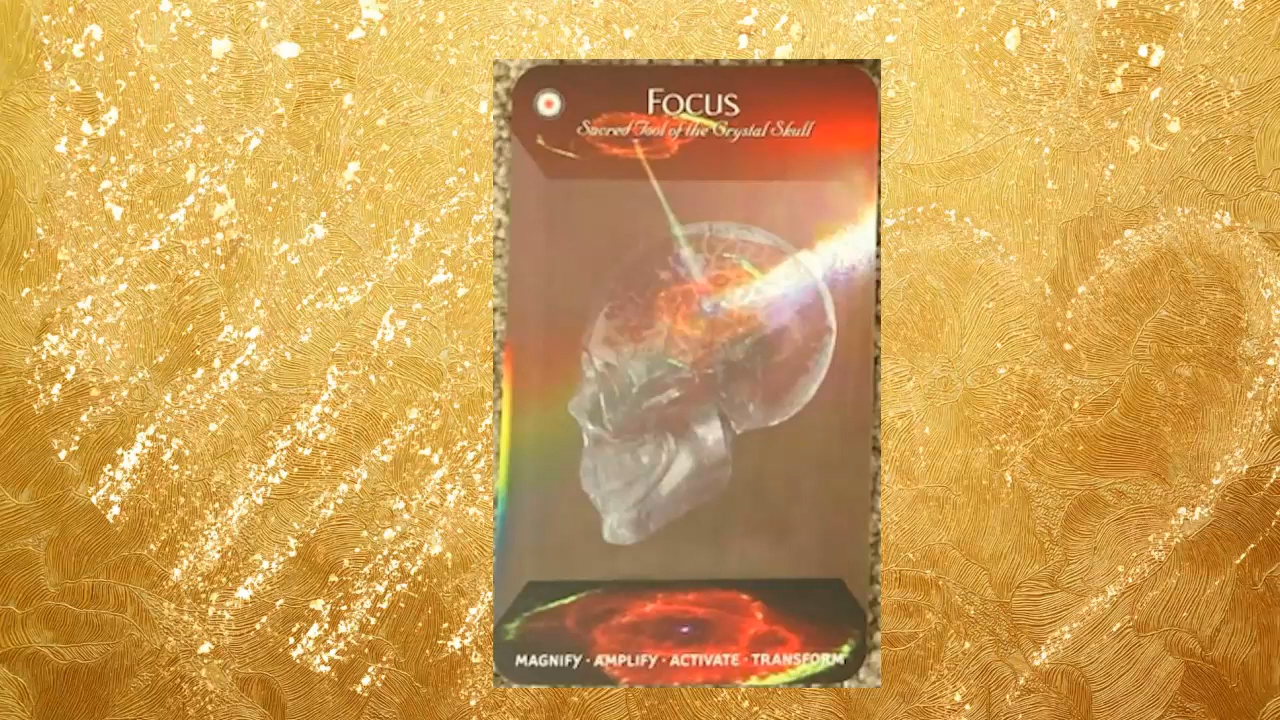 FOCUS
Sacred Tool of the Crystal Skull
MAGNIFY · AMPLIFY · ACTIVATE · TRANSFORM